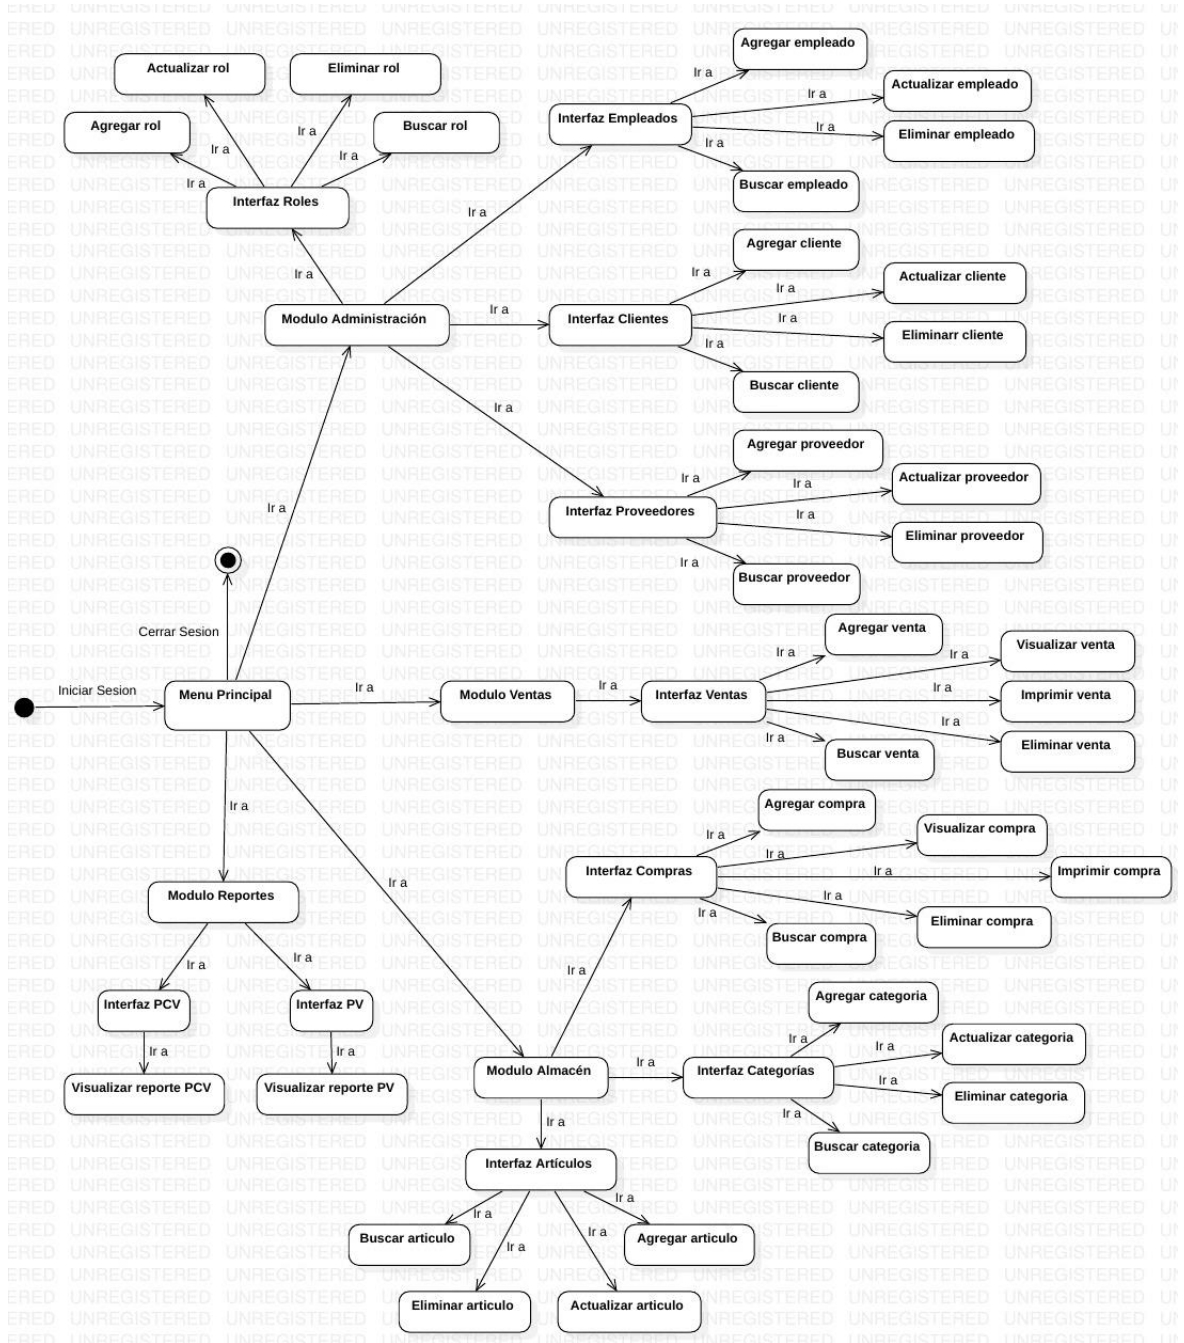 Agregar empleado
Actualizar rol
Eliminar rol
Ir a
Actualizar empleado
Ir a
Agregar rol
Ir a
Buscar rol
Interfaz Empleados
Ir a
Eliminar empleado
Ir a
Ir a
Ir a
Ir a
Buscar empleado
Interfaz Roles
Ir a
Agregar cliente
Ir a
Ir a
Actualizar cliente
Ir a
Modulo Administración
Ir a
Interfaz Clientes
Ir a
Eliminarr cliente
Ir a
Buscar cliente
Ir a
Agregar proveedor
Ir a
Ir a
Actualizar proveedor
Ir a
Interfaz Proveedores
Ir a
Eliminar proveedor
Ir a
Buscar proveedor
Cerrar Sesion
Agregar venta
Ir a
Ir a
Visualizar venta
Iniciar Sesion
Menu Principal
Ir a
Modulo Ventas
Ir a
Interfaz Ventas
Ir a
Imprimir venta
Ir a
Ir a
Eliminar venta
Buscar venta
Ir a
Agregar compra
Ir a
Visualizar compra
Ir a
Interfaz Compras
Ir a
Imprimir compra
Ir a
Modulo Reportes
Ir a
Ir a
Eliminar compra
Buscar compra
Ir a
Ir a
Ir a
Interfaz PCV
Interfaz PV
Agregar categoria
Ir a
Actualizar categoria
Ir a
Ir a
Ir a
Ir a
Visualizar reporte PCV
Visualizar reporte PV
Modulo Almacén
Interfaz Categorías
Ir a
Eliminar categoria
Ir a
Ir a
Buscar categoria
Interfaz Artículos
Ir a
Ir a
Buscar articulo
Ir a
Ir a
Agregar articulo
Eliminar articulo
Actualizar articulo
UNREGISTERED